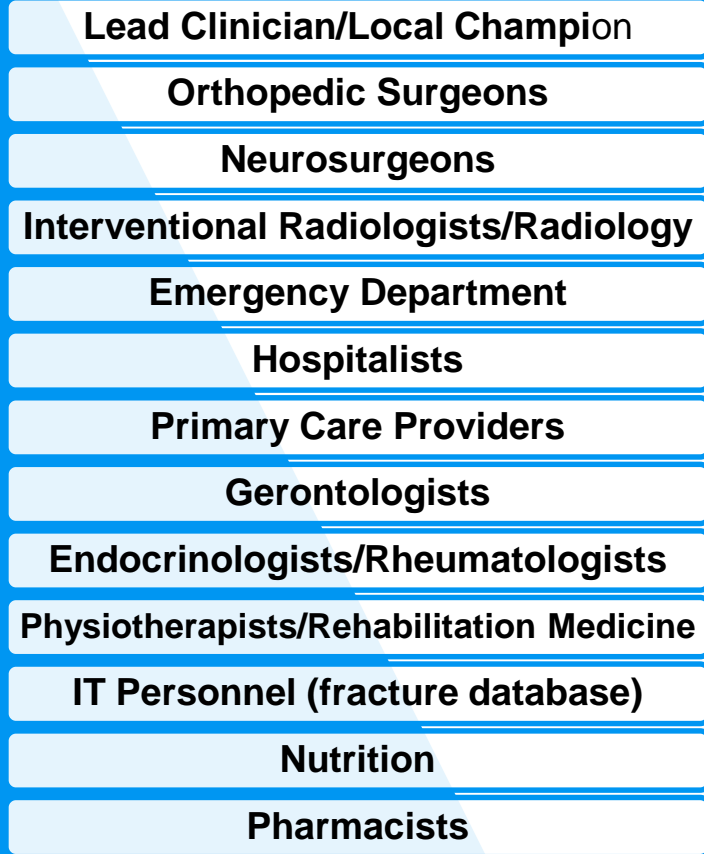 Lead Clinician/Local Champion
Orthopedic Surgeons
Neurosurgeons
Interventional Radiologists/Radiology
Emergency Department
Hospitalists
Primary Care Providers
Gerontologists
Endocrinologists/Rheumatologists
Physiotherapists/Rehabilitation Medicine
IT Personnel (fracture database)
Nutrition
Pharmacists